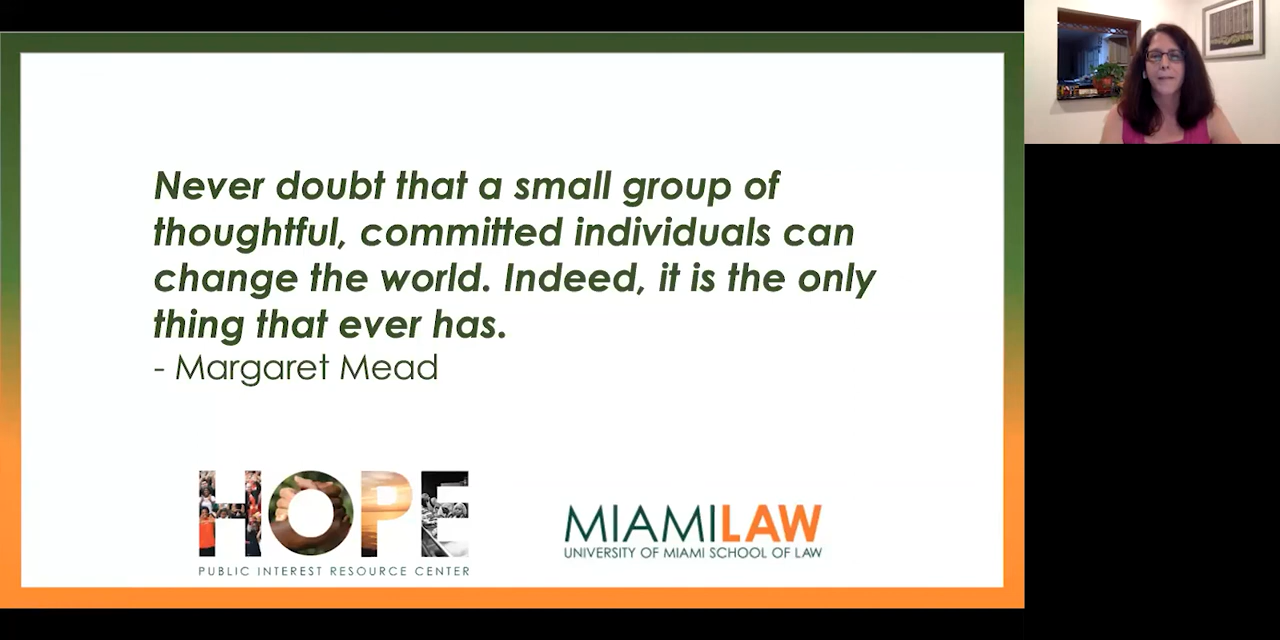 Never doubt that a small group of
thoughtful, committed individuals can
change the world. Indeed, it is the only
thing that ever has.
- Margaret Mead
HOPE
PUBLIC INTEREST RESOURCE CENTER
MIAMILAW
UNIVERSITY OF MIAMI SCHOOL OF LAW